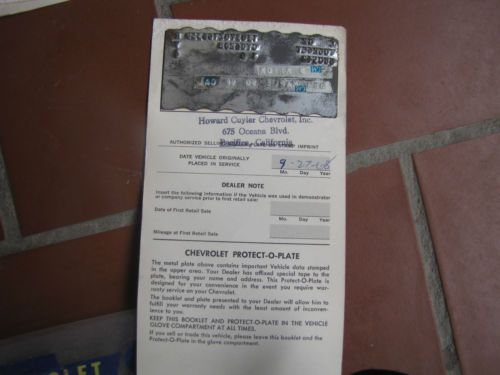 Howard Cuyler Chevrolet, Inc.
675 Oceana Blvd.
Pacifica, California
AUTHORIZED SELLING IMPRINT
DATE VEHICLE ORIGINALLY
PLACED IN SERVICE
9-27-68
Mo. Day Year
DEALER NOTE
Insert the following information if the Vehicle was used in demonstrator
or company service prior to first retail sale:
Date of First Retail Sale
Mo. Day Year
Mileage at First Retail Sale
CHEVROLET PROTECT-O-PLATE
The metal plate above contains important Vehicle data stamped
in the upper area. Your Dealer has affixed special tape to the
plate, bearing your name and address. This Protect-O-Plate is
designed for your convenience in the event you require war-
ranty service on your Chevrolet.
The booklet and plate presented to your Dealer will allow him to
fulfill your warranty needs with the least amount of inconven-
ience to you.
KEEP THIS BOOKLET AND PROTECT-O-PLATE IN THE VEHICLE
GLOVE COMPARTMENT AT ALL TIMES.
If you sell or trade this vehicle, please leave this booklet and the
Protect-O-Plate in the glove compartment.